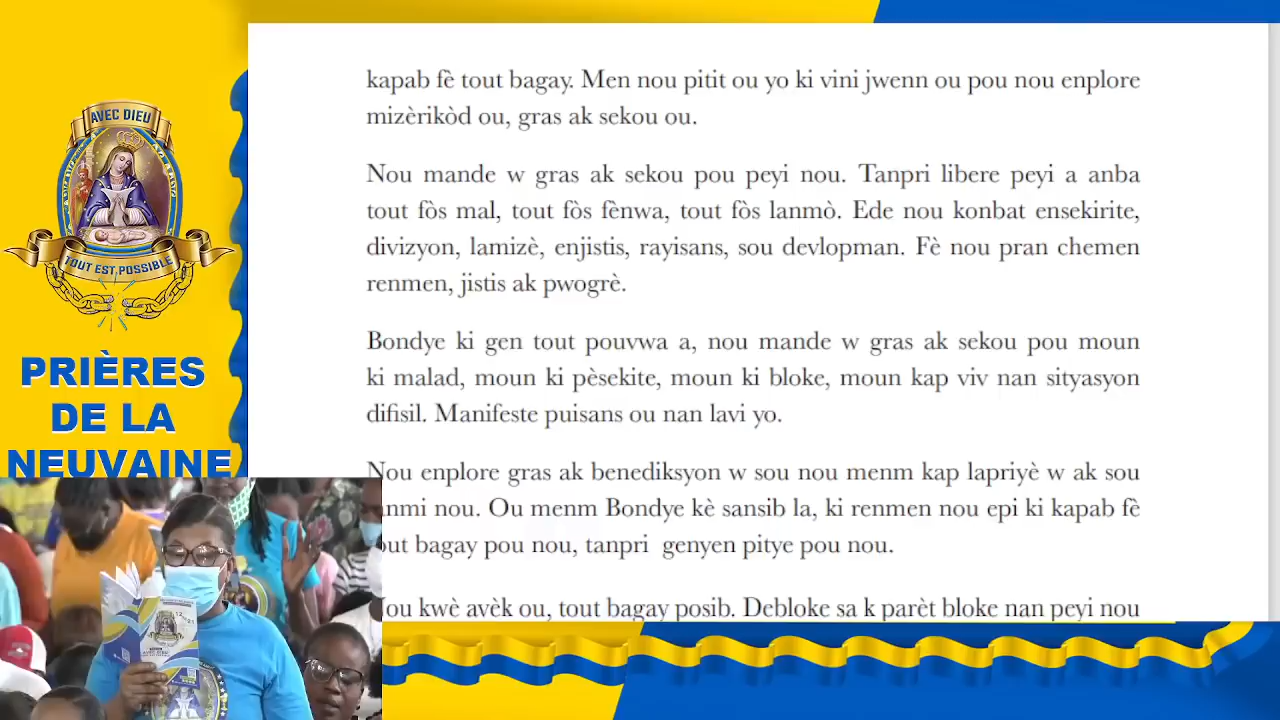 AVEC DIEU
TOUT EST POSSIBLE
PRIÈRES
DE LA
NEUVAINE
kapab fè tout bagay. Men nou pitit ou yo ki vini jwenn ou pou nou enplore
mizèrikòd ou, gras ak sekou ou.
Nou mande w gras ak sekou pou peyi nou. Tanpri libere peyi a anba
tout fòs mal, tout fòs fènwa, tout fòs lanmò. Ede nou konbat ensekirite,
divizyon, lamizè, enjistis, rayisans, sou devlopman. Fè nou pran chemen
renmen, jistis ak pwogrè.
Bondye ki gen tout pouvwa a, nou mande w gras ak sekou pou moun
ki malad, moun ki pèsekite, moun ki bloke, moun kap viv nan sityasyon
difisil. Manifeste puisans ou nan lavi yo.
Nou enplore gras ak benediksyon w sou nou menm kap lapriyè w ak sou
nou. Ou menm Bondye kè sansib la, ki renmen nou epi ki kapab fè
bagay pou nou, tanpri genyen pitye pou nou.
kwè avèk ou, tout bagay posib. Debloke sa k parèt bloke nan peyi nou